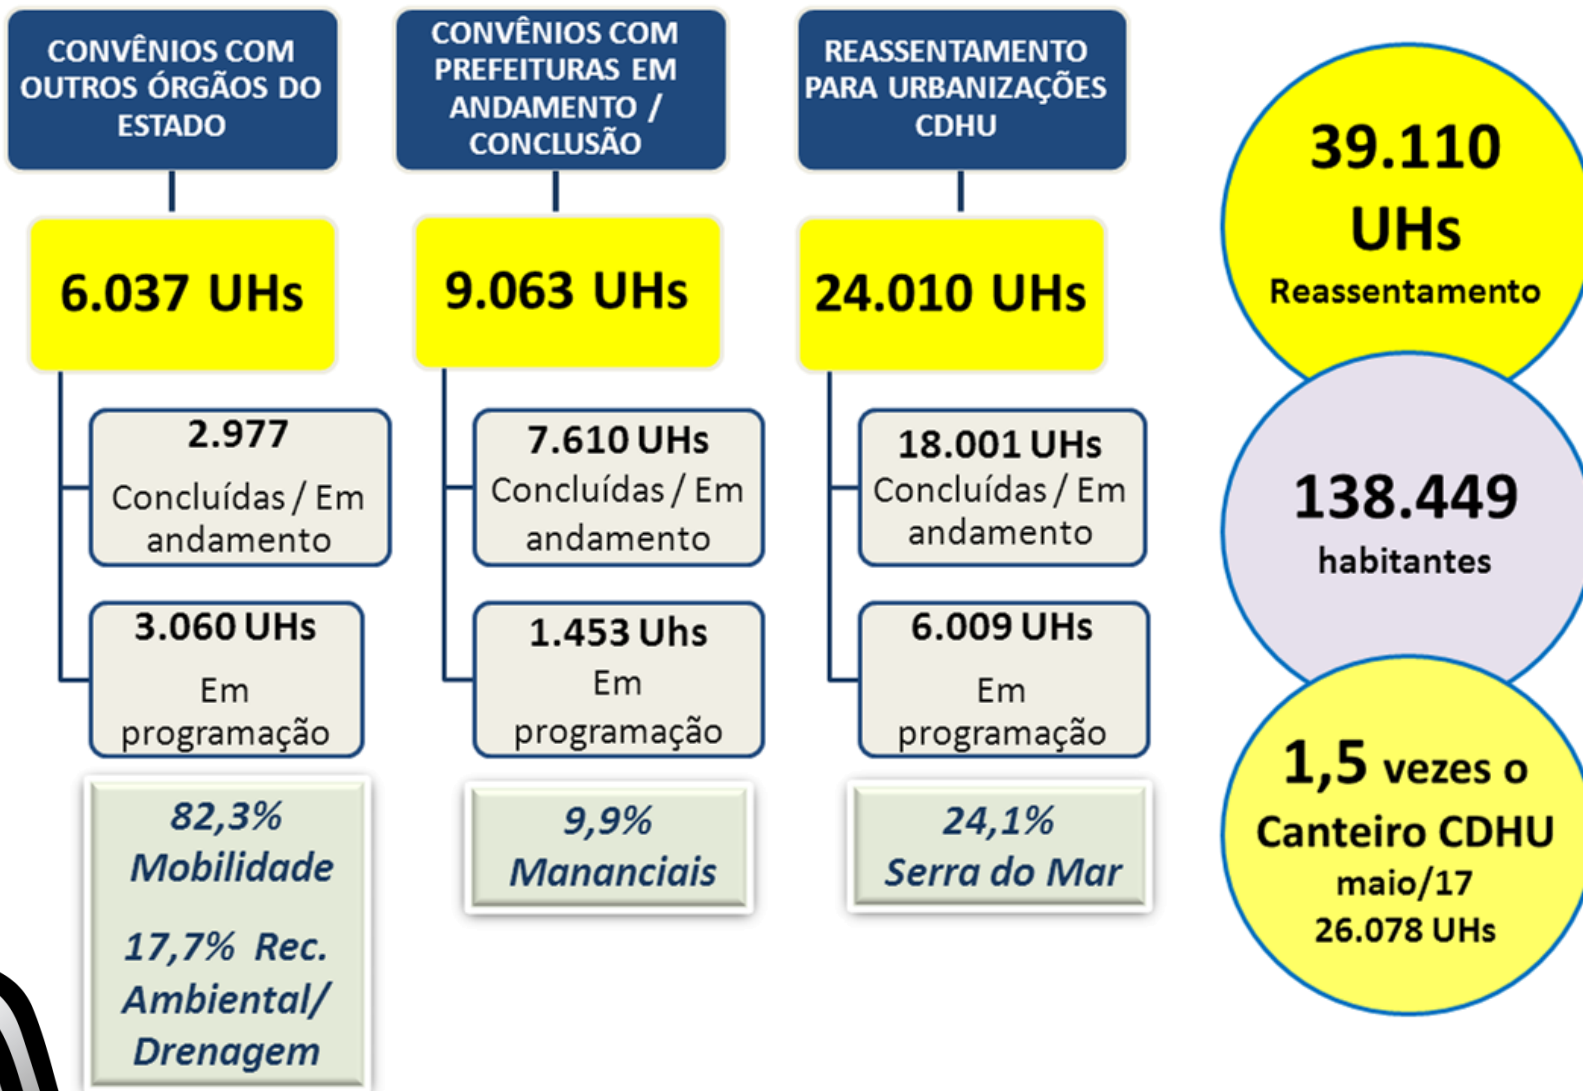 CONVÊNIOS COM
OUTROS ÓRGÃOS DO
ESTADO
6.037 UHs
2.977
Concluídas / Em
andamento
3.060 UHs
Em
programação
82,3%
Mobilidade
17,7% Rec.
Ambiental/
Drenagem
CONVÊNIOS COM
PREFEITURAS EM
ANDAMENTO /
CONCLUSÃO
9.063 UHs
7.610 UHs
Concluídas / Em
andamento
1.453 Uhs
Em
programação
9,9%
Mananciais
REASSENTAMENTO
PARA URBANIZAÇÕES
CDHU
24.010 UHs
18.001 UHs
Concluídas / Em
andamento
6.009 UHs
Em
programação
24,1%
Serra do Mar
39.110
UHs
Reassentamento
138.449
habitantes
1,5 vezes o
Canteiro CDHU
maio/17
26.078 UHs